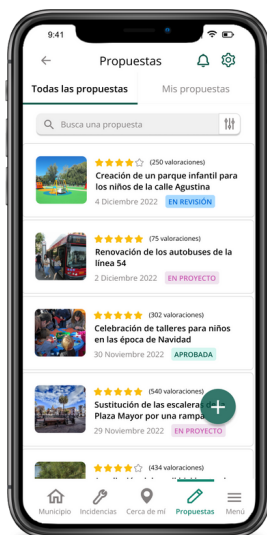 9:41
Propuestas
Todas las propuestas
Mis propuestas
Busca una propuesta
(250 valoraciones)
Creación de un parque infantil para
los niños de la calle Agustina
4 Diciembre 2022 EN REVISIÓN
(75 valoraciones)
Renovación de los autobuses de la
línea 54
2 Diciembre 2022 EN PROYECTO
(302 valoraciones)
Celebración de talleres para niños
en las época de Navidad
30 Noviembre 2022 APROBADA
(540 valoraciones)
Sustitución de las escaleras
Plaza Mayor por una rampa
29 Noviembre 2022 EN PROYECTO
(434 valoraciones)
Municipio Incidencias Cerca de mí Propuestas Menú